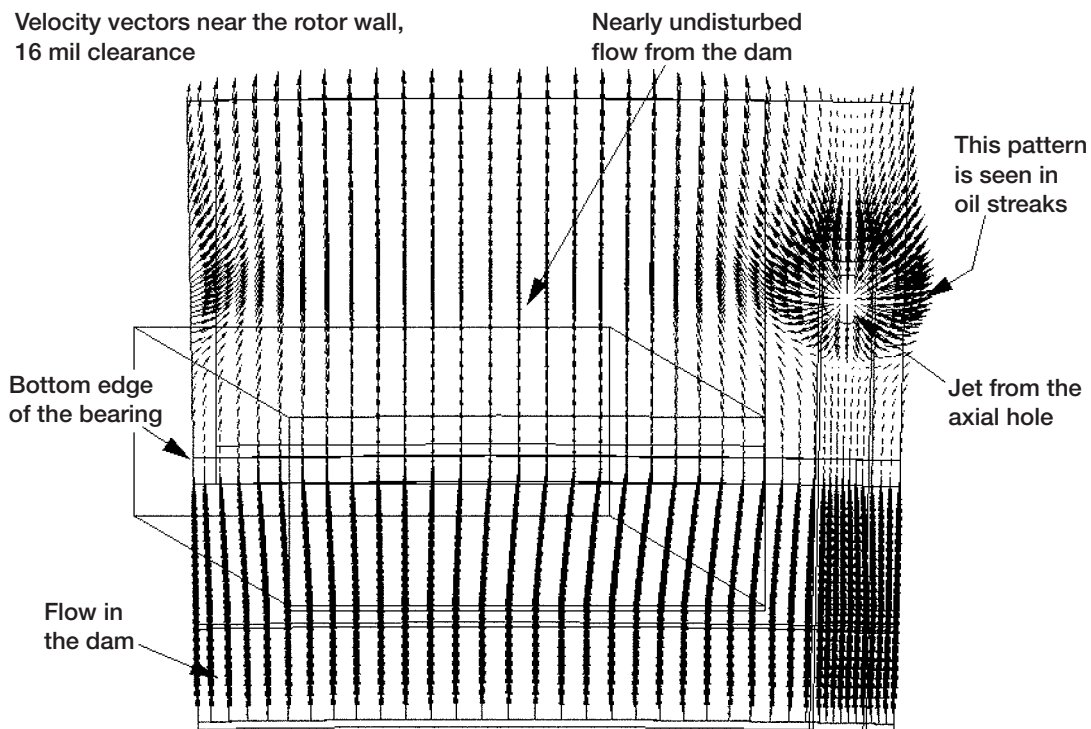 Velocity vectors near the rotor wall,
16 mil clearance
Nearly undisturbed
flow from the dam
This pattern
is seen in
oil streaks
Bottom edge
of the bearing
Jet from the
axial hole
Flow in
the dam